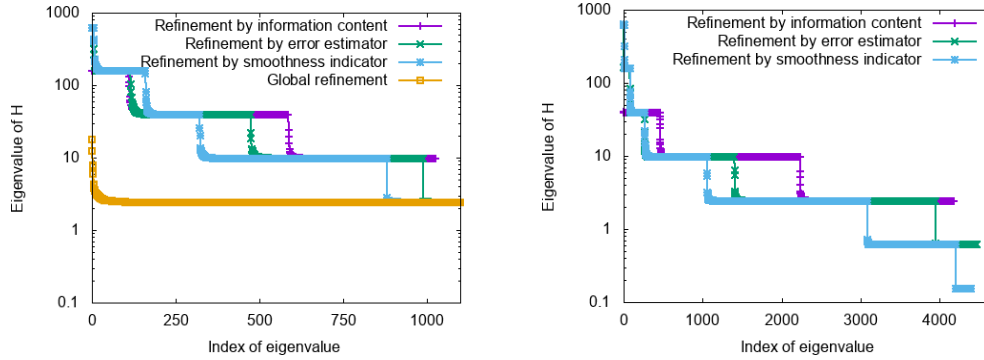 1000
100
10
1
0.1
Eigenvalue of H
0
250
500
750
1000
Index of eigenvalue
Refinement by information content
Refinement by error estimator
Refinement by smoothness indicator
Global refinement
1000
100
10
1
0.1
Eigenvalue of H
0
1000
2000
3000
4000
Index of eigenvalue
Refinement by information content
Refinement by error estimator
Refinement by smoothness indicator